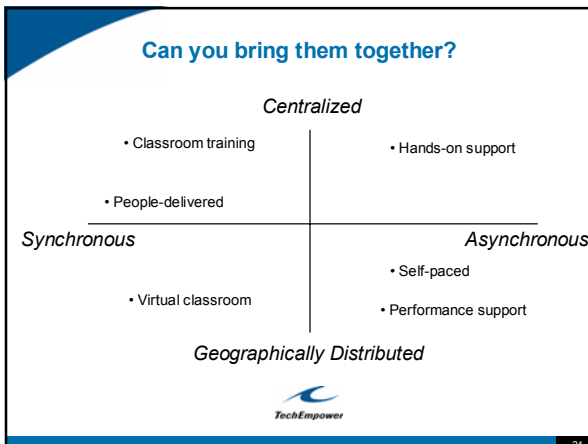 Can you bring them together?
Centralized
• Classroom training
• Hands-on support
• People-delivered
Synchronous
Asynchronous
• Self-paced
• Virtual classroom
• Performance support
Geographically Distributed
TechEmpower